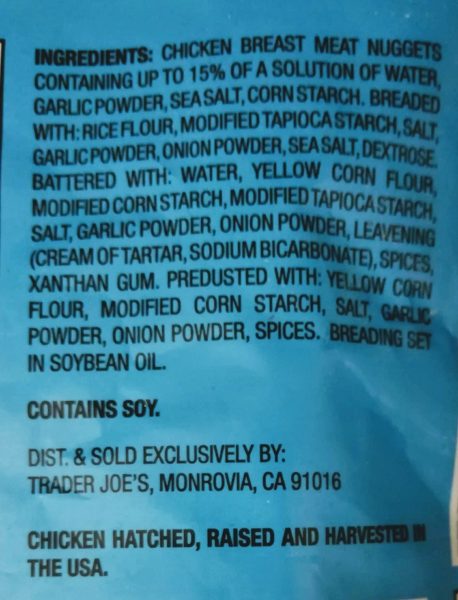 INGREDIENTS: CHICKEN BREAST MEAT NUGGETS
CONTAINING UP TO 15% OF A SOLUTION OF WATER,
GARLIC POWDER, SEA SALT, CORN STARCH. BREADED
WITH: RICE FLOUR, MODIFIED TAPIOCA STARCH, SALT,
GARLIC POWDER, ONION POWDER, SEA SALT, DEXTROSE.
BATTERED WITH: WATER, YELLOW CORN FLOUR,
MODIFIED CORN STARCH, MODIFIED TAPIOCA STARCH,
SALT, GARLIC POWDER, ONION POWDER, LEAVENING
(CREAM OF TARTAR, SODIUM BICARBONATE), SPICES,
XANTHAN GUM. PREDUSTED WITH: YELLOW CORN
FLOUR, MODIFIED CORN STARCH, SALT, GARLIC
POWDER, ONION POWDER, SPICES. BREADING SET
IN SOYBEAN OIL.
CONTAINS SOY.
DIST. & SOLD EXCLUSIVELY BY:
TRADER JOE'S, MONROVIA, CA 91016
CHICKEN HATCHED, RAISED AND HARVESTED IN
THE USA.